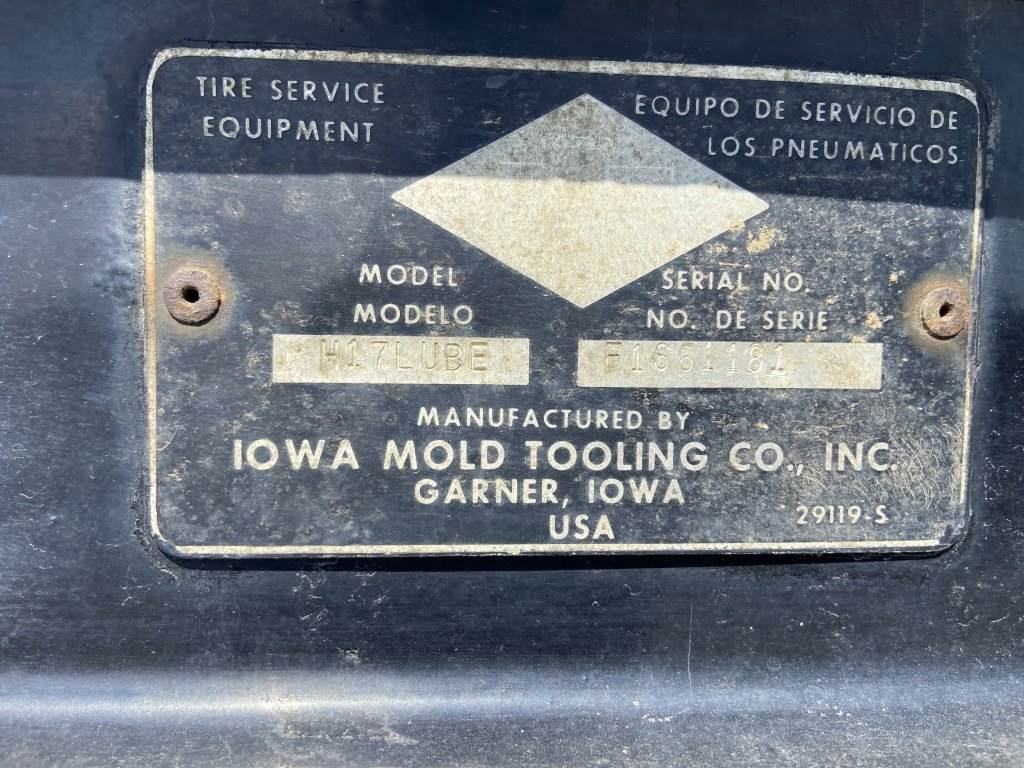 TIRE SERVICE
EQUIPMENT
EQUIPO DE SERVICIO DE
LOS PNEUMATICOS
MODEL
MODELO
H17LUBE
SERIAL NO.
NO. DE SERIE
F1661181
MANUFACTURED BY
IOWA MOLD TOOLING CO., INC.
GARNER, IOWA
USA
29119-S